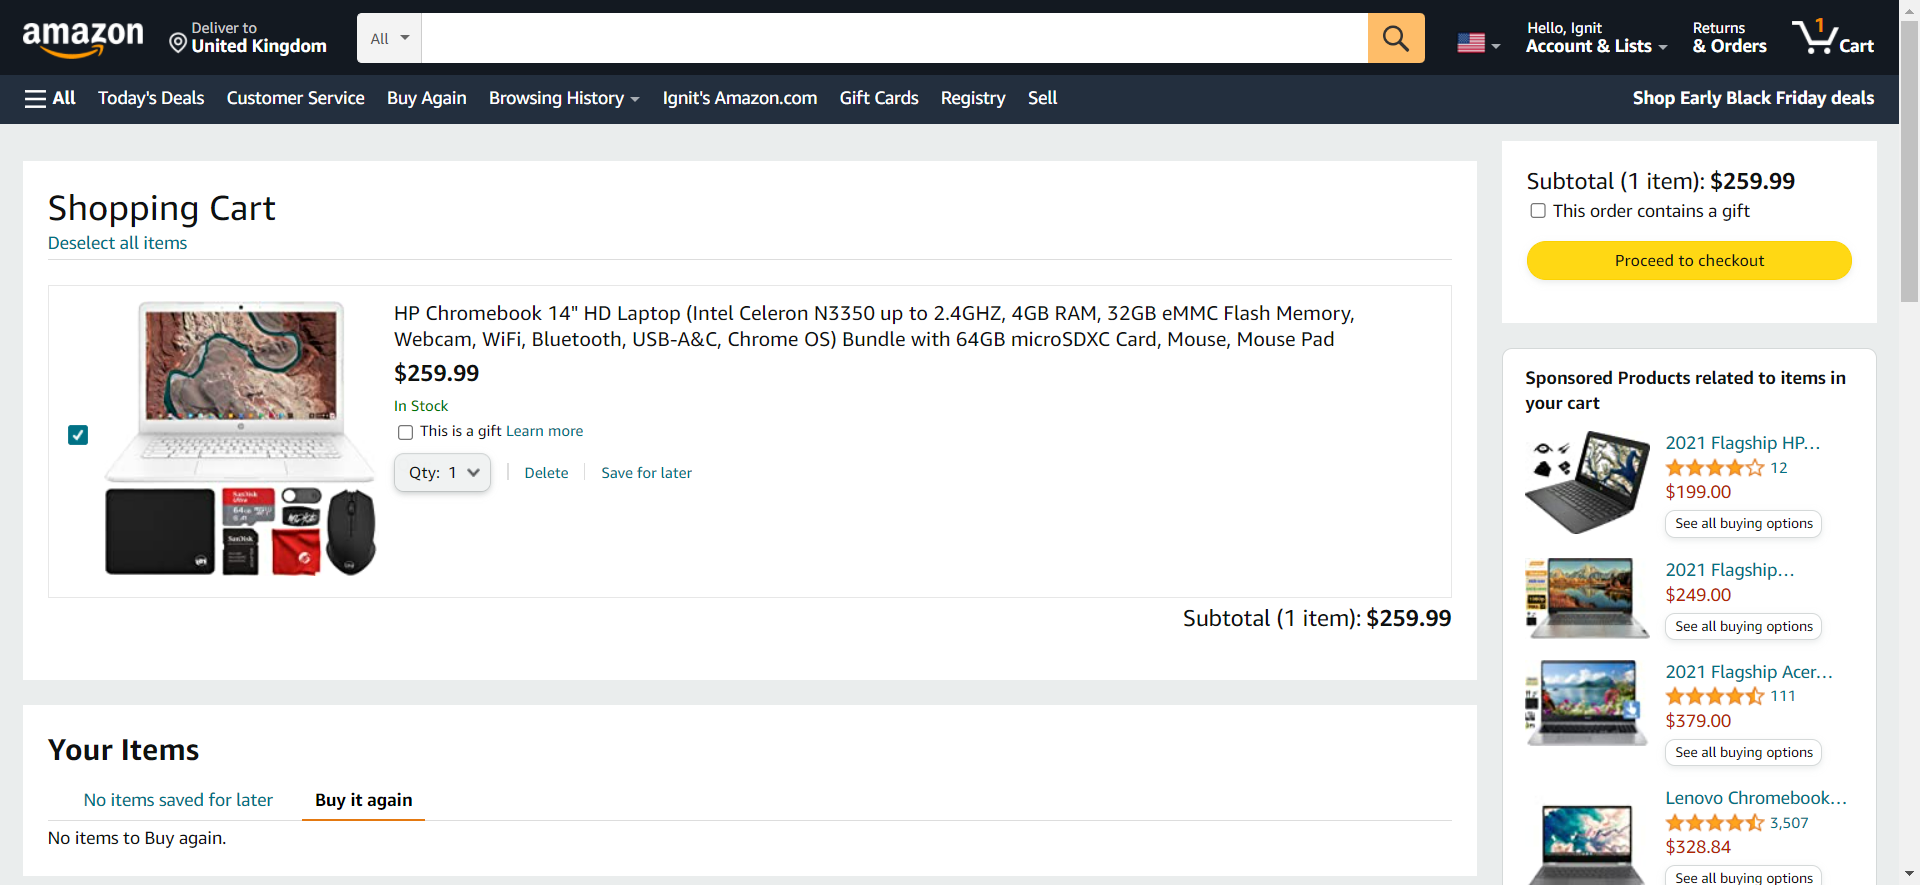 amazon
Deliver to
United Kingdom
All
Hello, Ignit
Account & Lists
Returns
& Orders
1
Cart
All
Today's Deals
Customer Service
Buy Again
Browsing History
Ignit's Amazon.com
Gift Cards
Registry
Sell
Shop Early Black Friday deals
Shopping Cart
Deselect all items
HP Chromebook 14" HD Laptop (Intel Celeron N3350 up to 2.4GHZ, 4GB RAM, 32GB eMMC Flash Memory,
Webcam, WiFi, Bluetooth, USB-A&C, Chrome OS) Bundle with 64GB microSDXC Card, Mouse, Mouse Pad
$259.99
In Stock
This is a gift Learn more
Qty: 1
Delete
Save for later
SanDisk
Ultra
64GB
SanDisk
Subtotal (1 item): $259.99
Your Items
No items saved for later
Buy it again
No items to Buy again.
Subtotal (1 item): $259.99
This order contains a gift
Proceed to checkout
Sponsored Products related to items in
your cart
2021 Flagship HP...
12
$199.00
See all buying options
2021 Flagship...
$249.00
See all buying options
2021 Flagship Acer...
111
$379.00
See all buying options
Lenovo Chromebook...
3,507
$328.84
See all buying options